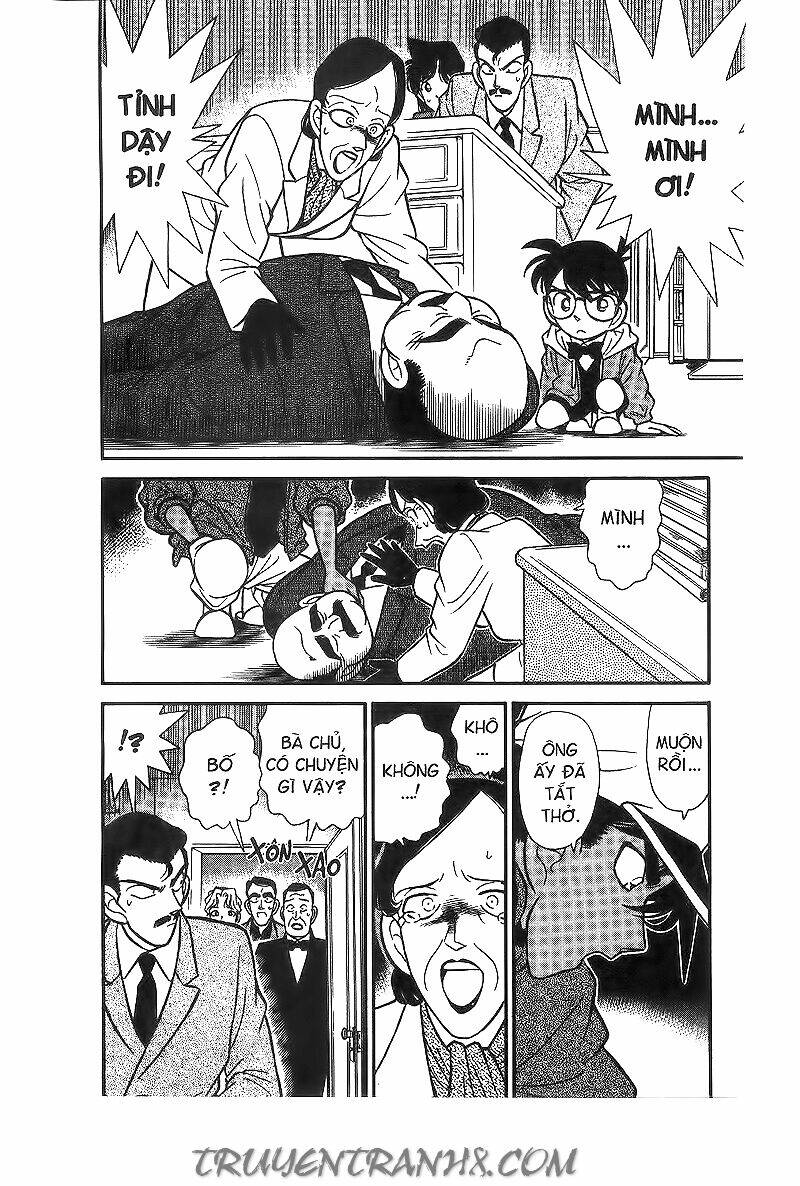 MÌNH...
MÌNH
ƠI!
TỈNH
DẬY
ĐI!
MÌNH
...
MUỘN
RỒI...
ÔNG
ẤY ĐÃ
TẮT
THỞ.
KHÔ
...
KHÔNG
...!
BÀ CHỦ,
CÓ CHUYỆN
GÌ VẬY?
BỐ
?!
XÔN XAO
!?
TRUYENTRANH8.COM